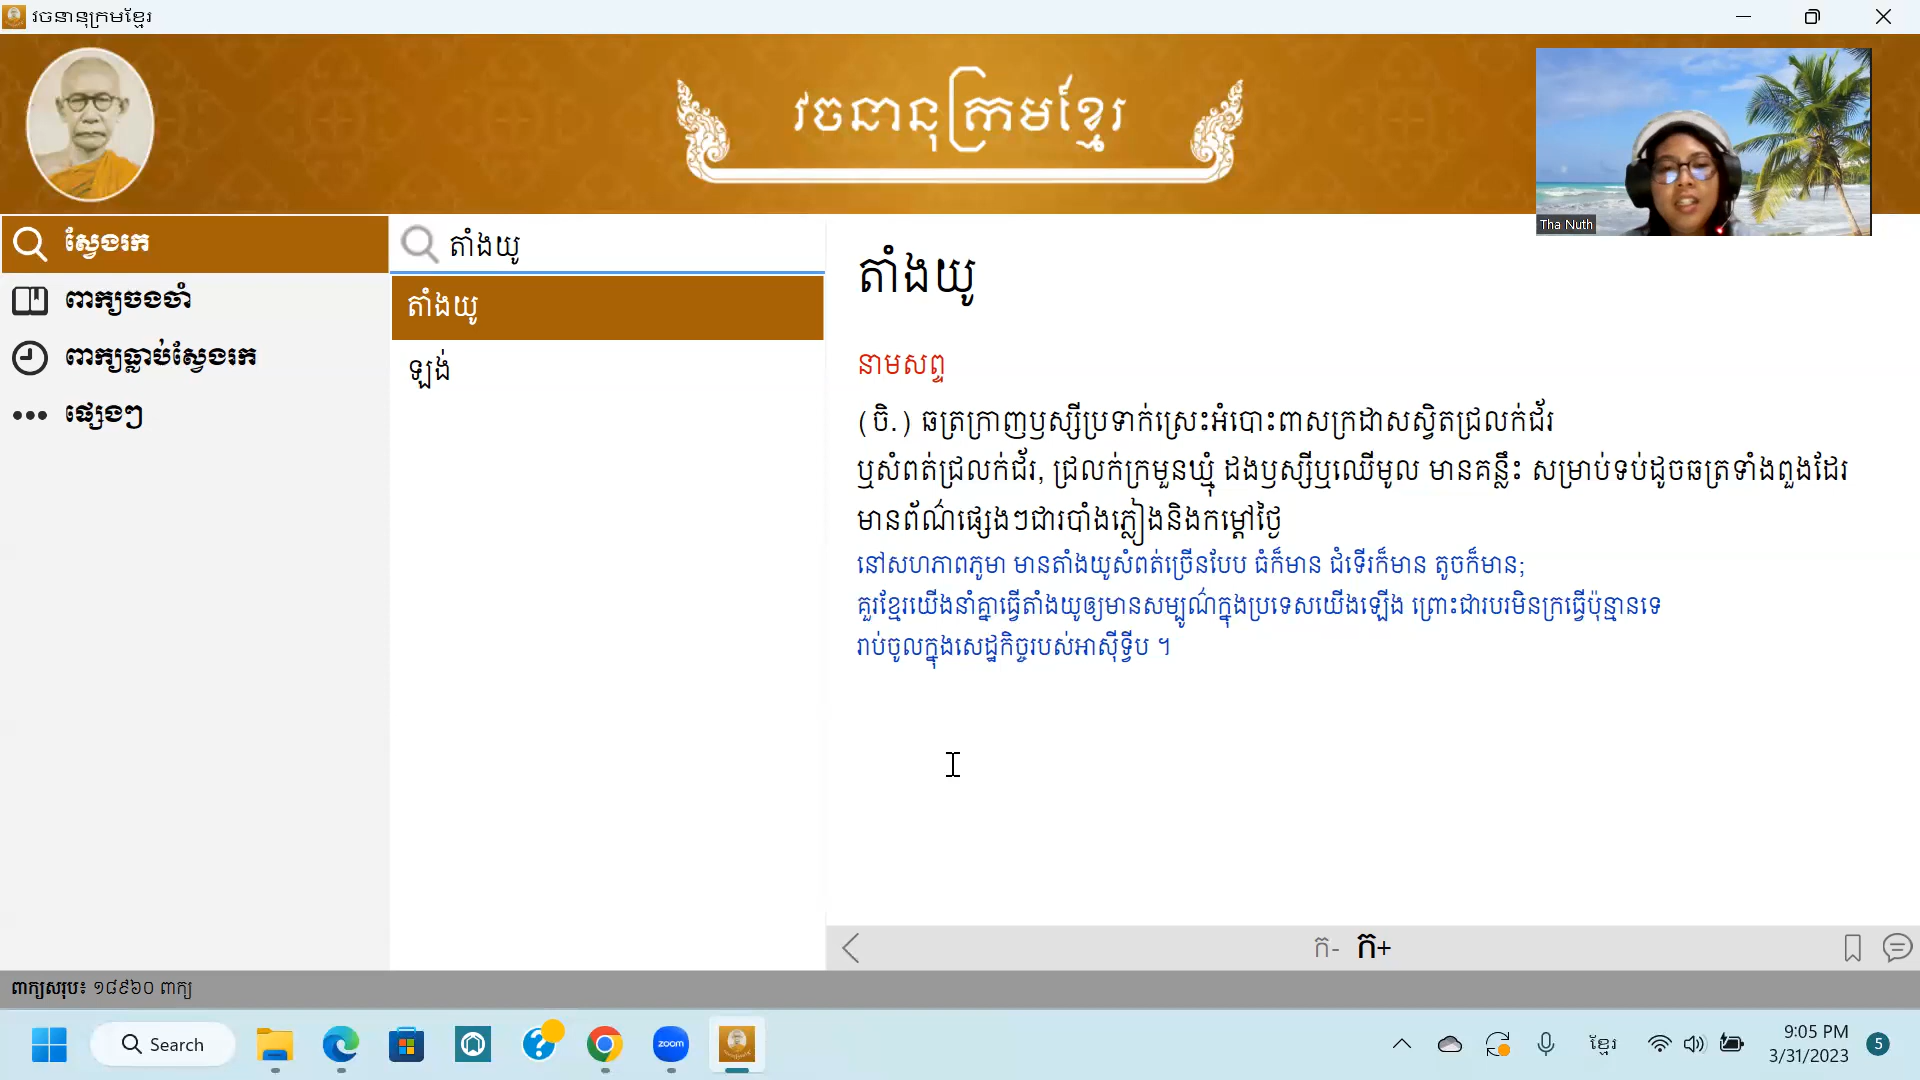 វចនានុក្រមខ្មែរ
វចនានុក្រមខ្មែរ
Tha Nuth
ស្វែងរក
ពាក្យចងចាំ
ពាក្យធ្លាប់ស្វែងរក
ផ្សេងៗ
តាំងយូ
តាំងយូ
ឡង់
តាំងយូ
នាមសព្ទ
(ចិ.) ឆត្រក្រាញឫស្សីប្រទាក់ស្រេះអំបោះពាសក្រដាសស្វិតជ្រលក់ជ័រ
ឬសំពត់ជ្រលក់ជ័រ, ជ្រលក់ក្រមួនឃ្មុំ ដងឫស្សីឬឈើមូល មានគន្លឹះ សម្រាប់ទប់ដូចឆត្រទាំងពួងដែរ
មានព័ណ៌ផ្សេងៗជារបាំងភ្លៀងនិងកម្ដៅថ្ងៃ
នៅសហភាពភូមា មានតាំងយូសំពត់ច្រើនបែប ធំក៏មាន ជំទើរក៏មាន តូចក៏មាន;
គួរខ្មែរយើងនាំគ្នាធ្វើតាំងយូឲ្យមានសម្បូណ៌ក្នុងប្រទេសយើងឡើង ព្រោះជារបរមិនក្រធ្វើប៉ុន្មានទេ
រាប់ចូលក្នុងសេដ្ឋកិច្ចរបស់អាស៊ីទ្វីប ។
ក- ក+
ពាក្យសរុប៖ ១៨៩៦០ ពាក្យ
Search
zoom
ខ្មែរ
9:05 PM
3/31/2023
5